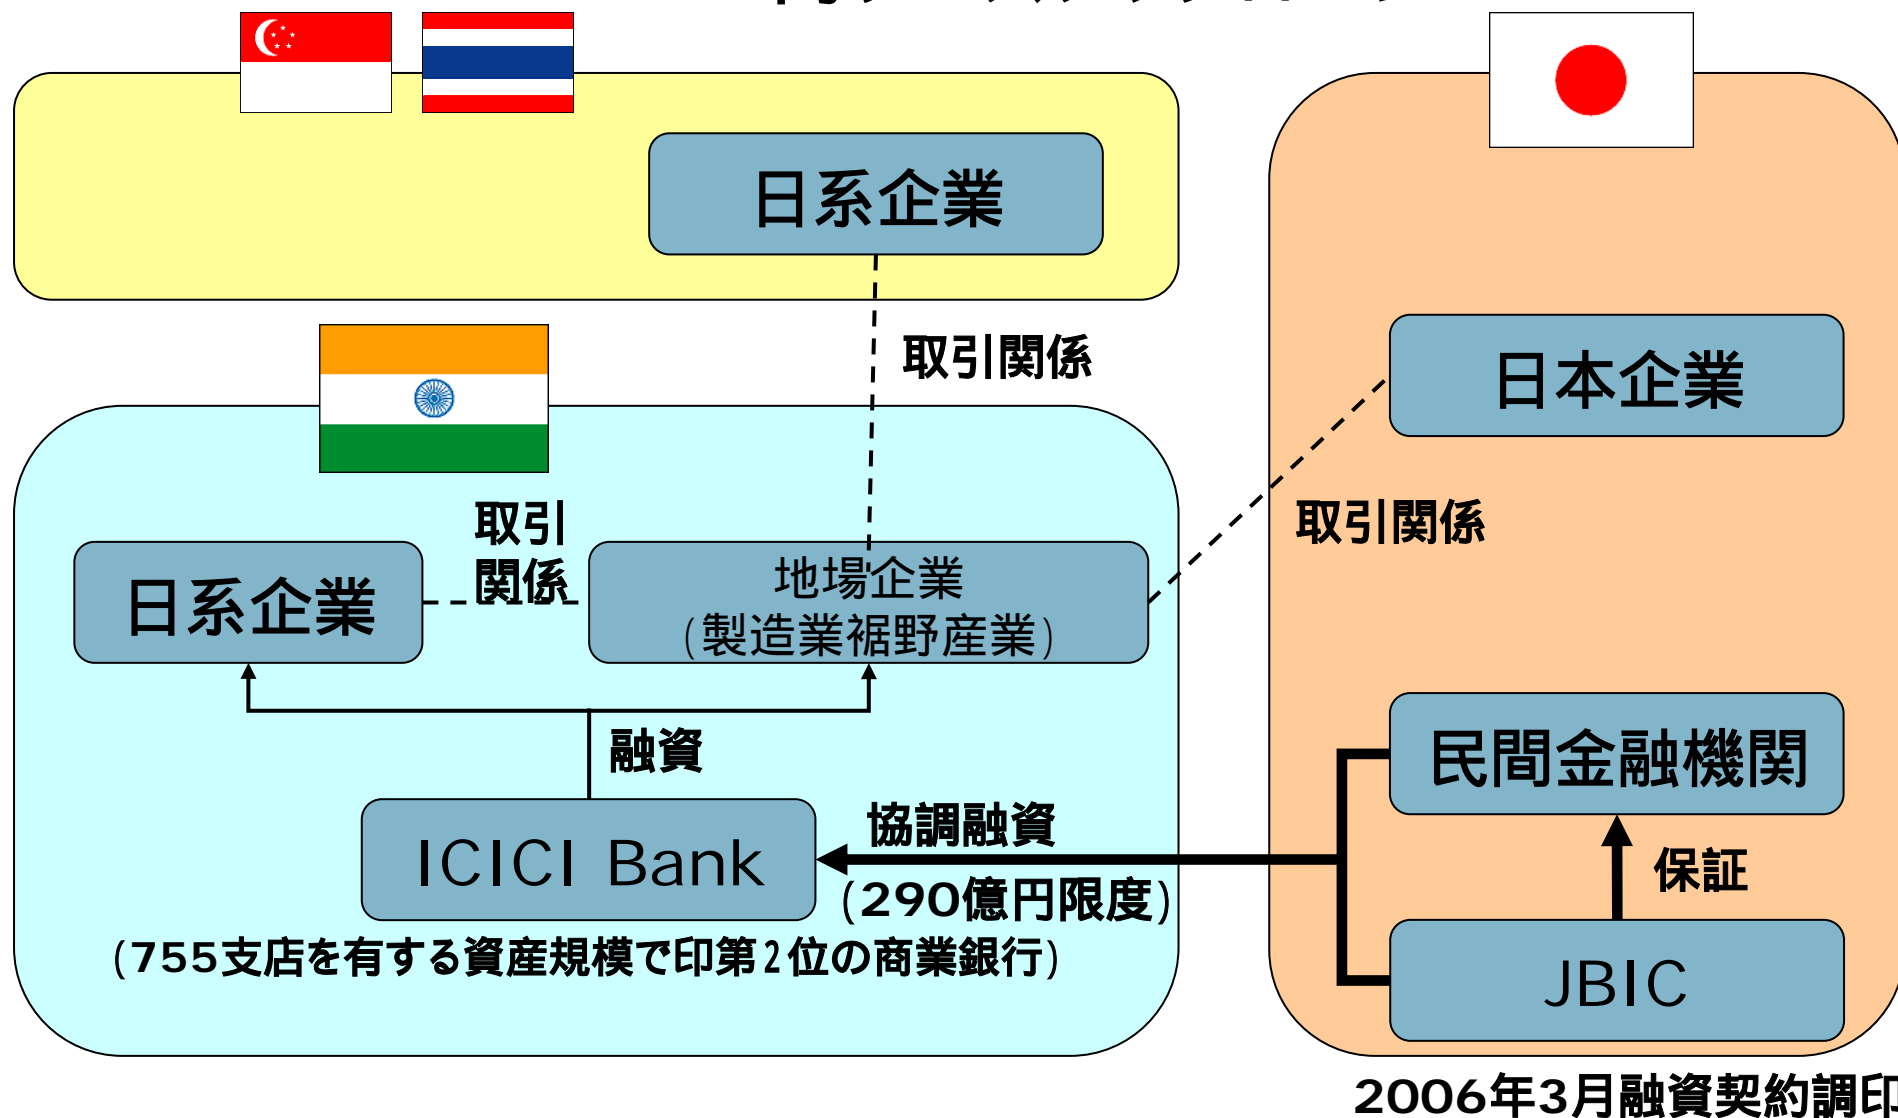 日系企業
取引関係
日本企業
取引
関係
取引関係
日系企業
地場企業
(製造業裾野産業)
融資
民間金融機関
協調融資
ICICI Bank
(290億円限度)
保証
(755支店を有する資産規模で印第2位の商業銀行)
JBIC
2006年3月融資契約調印